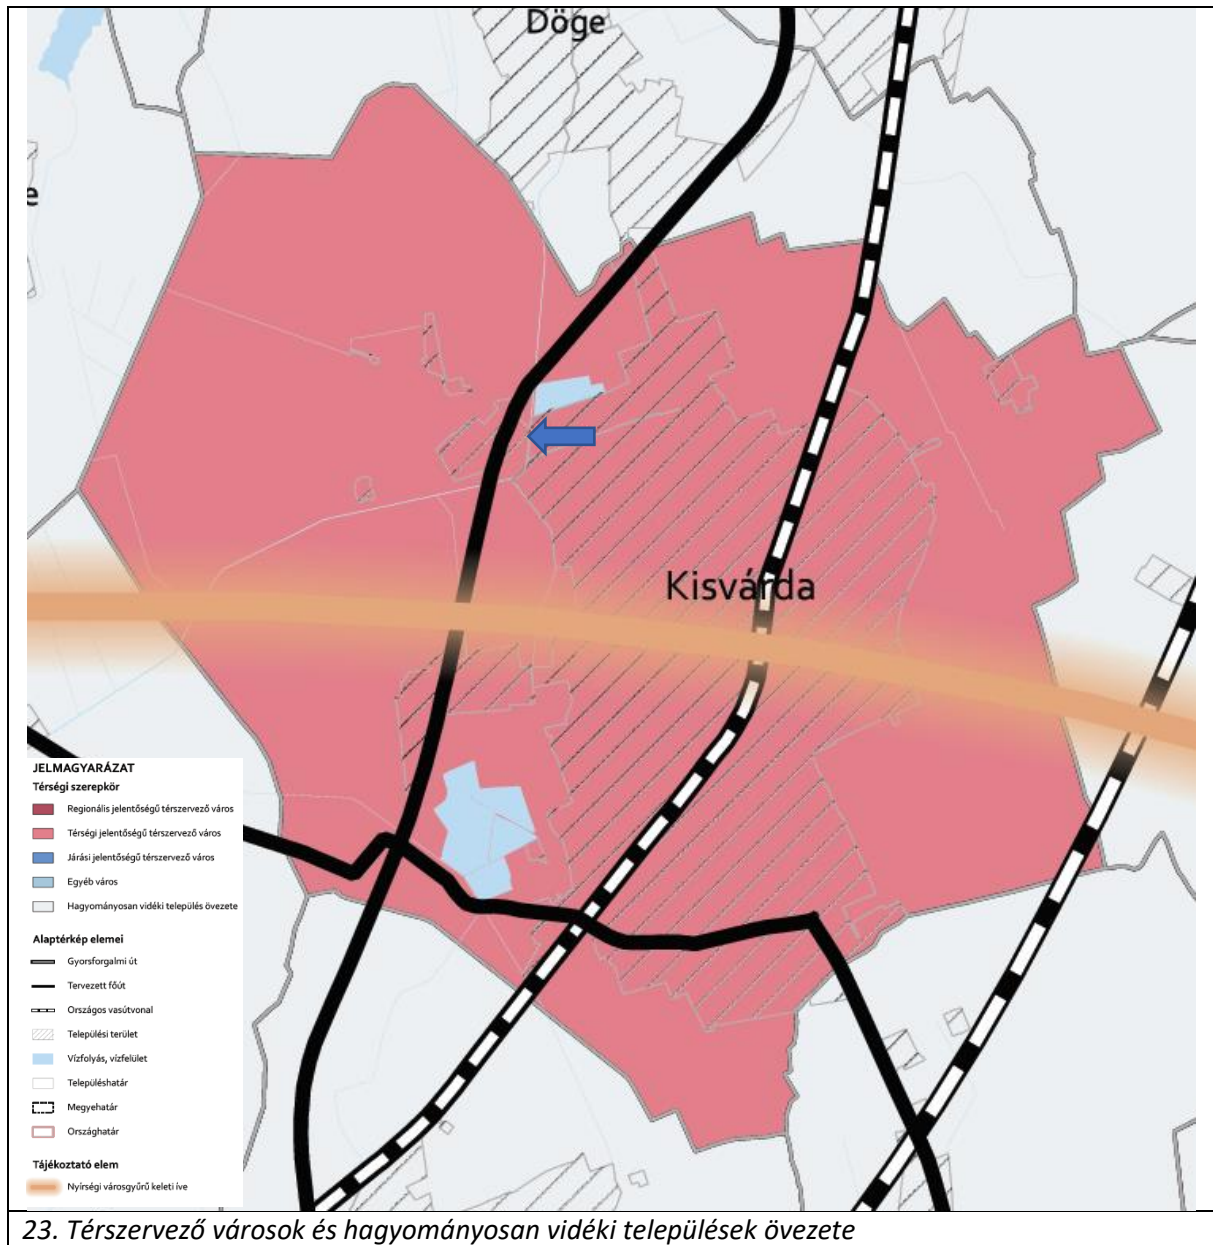 Döge
e
Kisvárda
JELMAGYARÁZAT
Térségi szerepkör
Regionális jelentőségű térszervező város
Térségi jelentőségű térszervező város
Járási jelentőségű térszervező város
Egyéb város
Hagyományosan vidéki település övezete
Alaptérkép elemei
Gyorsforgalmi út
Tervezett főút
Országos vasútvonal
Települési terület
Vízfolyás, vízfelület
Településhatár
Megyehatár
Országhatár
Tájékoztató elem
Nyírségi városgyűrű keleti íve
23. Térszervező városok és hagyományosan vidéki települések övezete